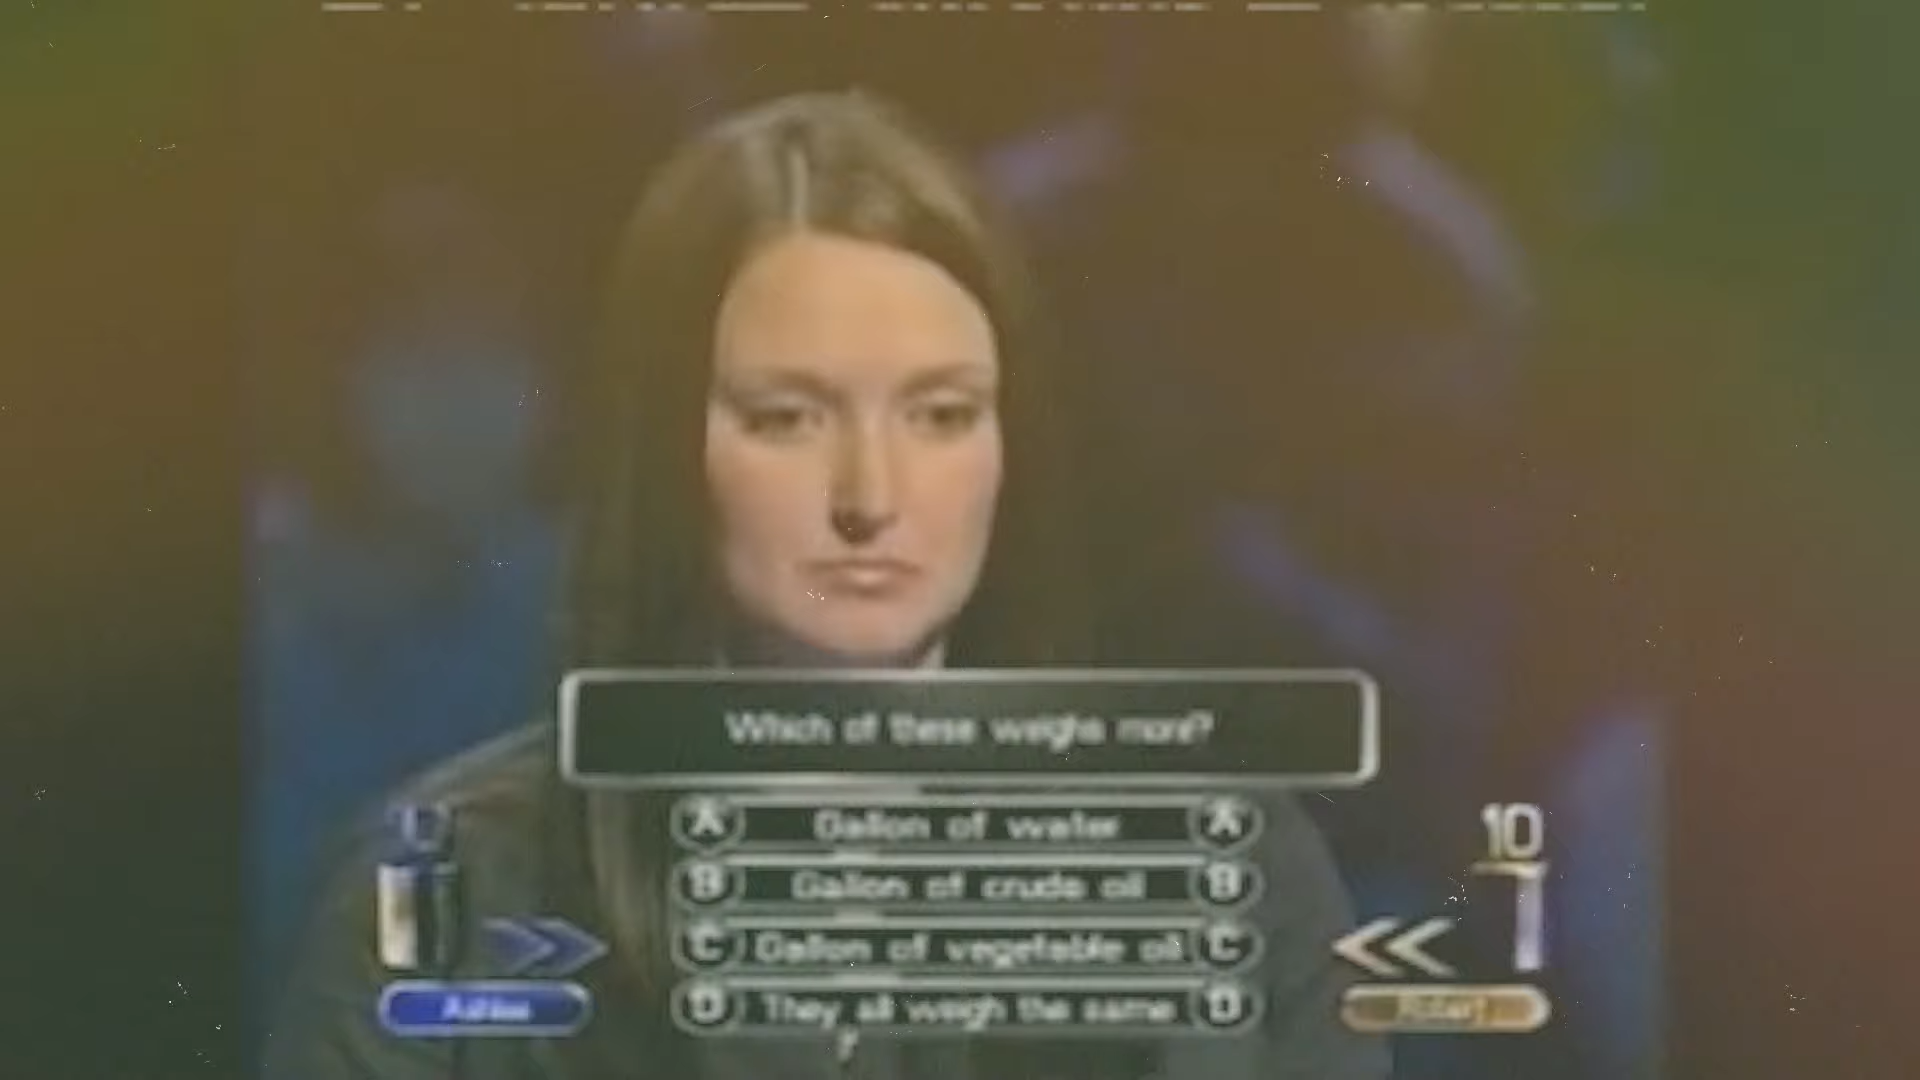 Which of these weighs more?
A Gallon of water A
B Gallon of crude oil B
C Gallon of vegetable oil C
D They all weigh the same D
10
Robert